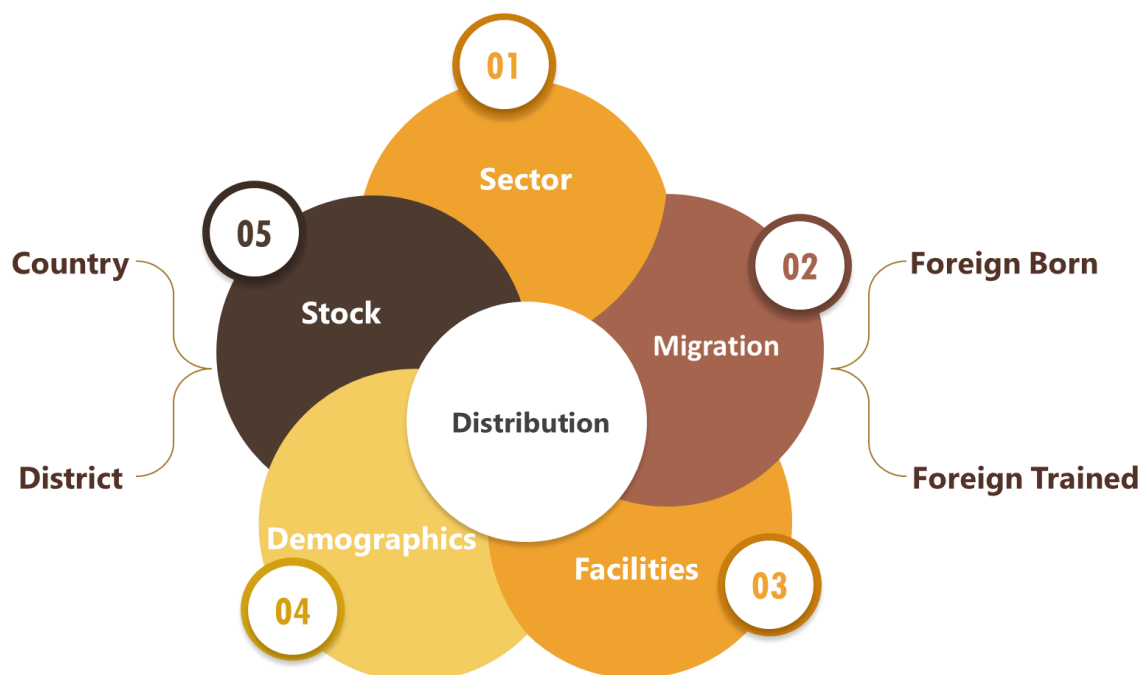 01
Sector
02
Migration
Foreign Born
Foreign Trained
03
Facilities
04
Demographics
05
Stock
Country
District
Distribution